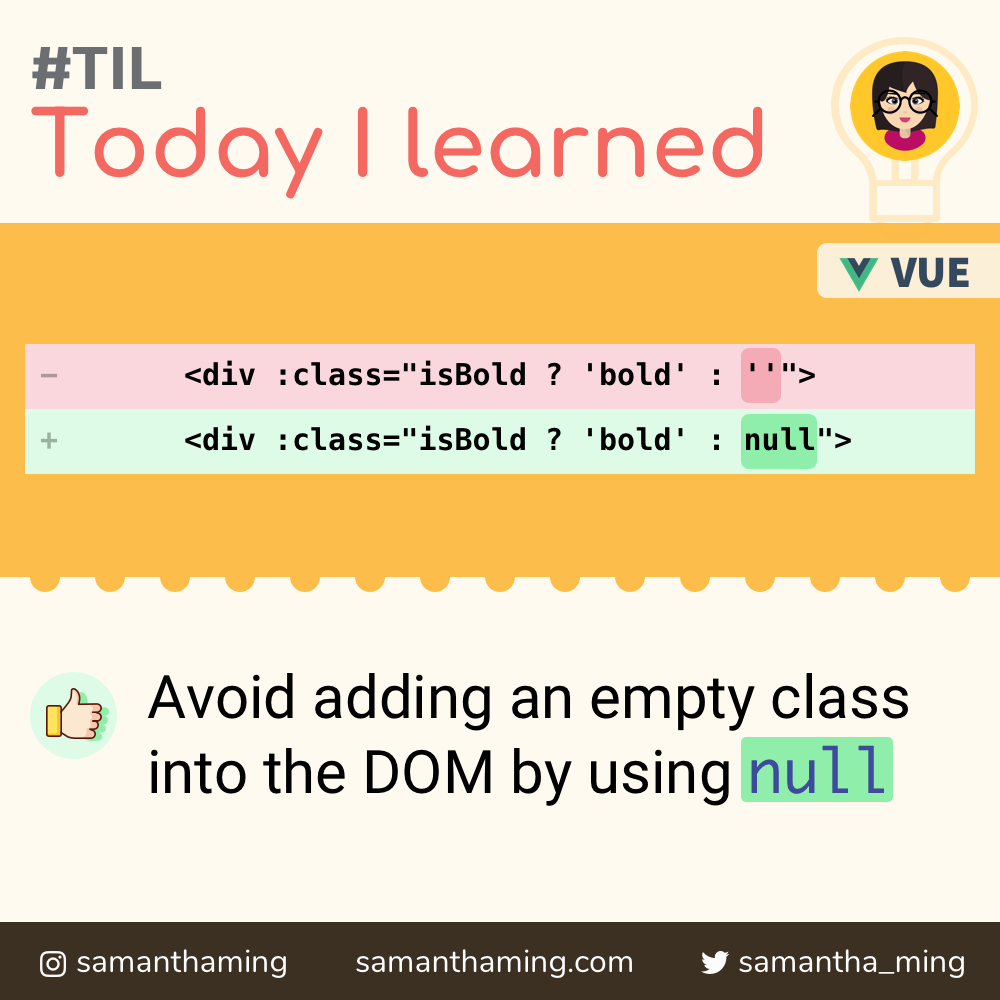 #TIL
Today I learned
VUE
- <div :class="isBold ? 'bold' : ''">
+ <div :class="isBold ? 'bold' : null">
Avoid adding an empty class
into the DOM by using null
samanthaming samanthaming.com samantha_ming